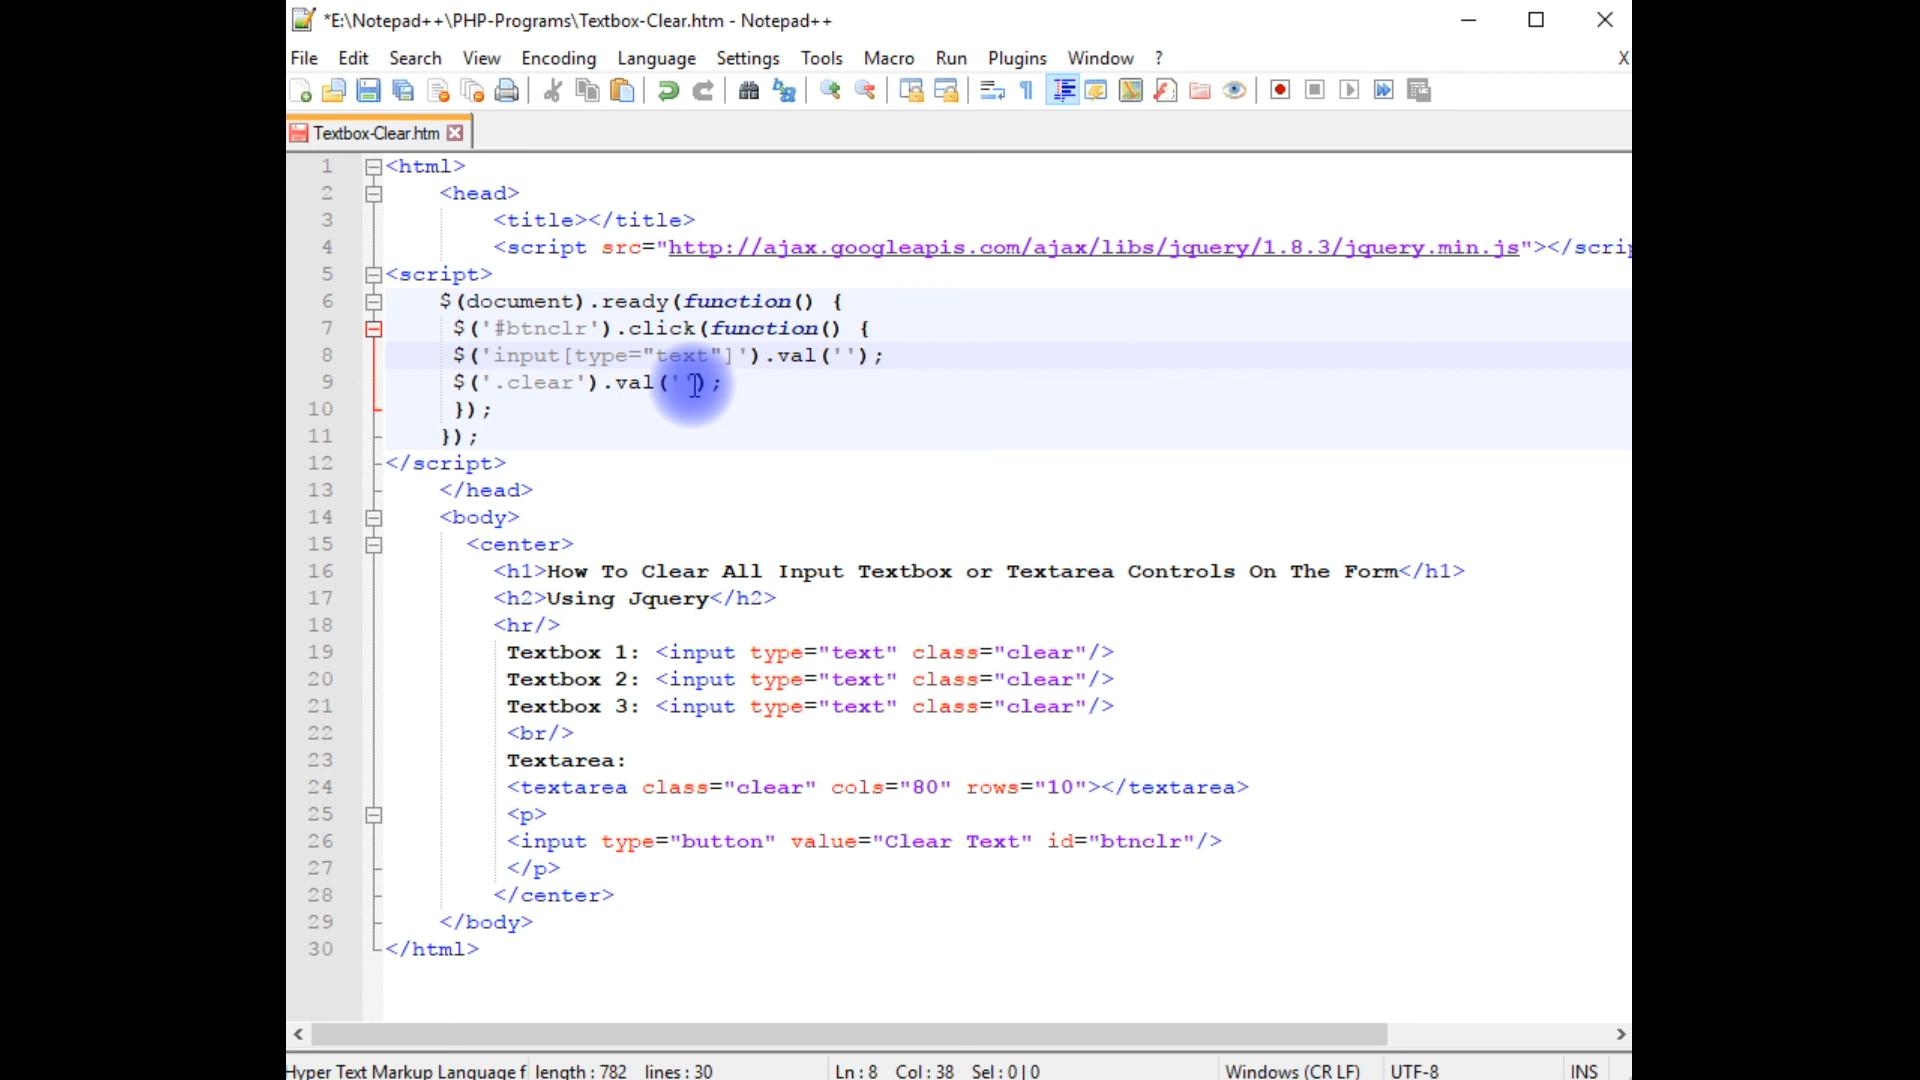 *E:\Notepad++\PHP-Programs\Textbox-Clear.htm - Notepad++
File Edit Search View Encoding Language Settings Tools Macro Run Plugins Window ? X
Textbox-Clear.htm
1 <html>
2 <head>
3 <title></title>
4 <script src="http://ajax.googleapis.com/ajax/libs/jquery/1.8.3/jquery.min.js"></scri
5 <script>
6 $(document).ready(function() {
7 $('#btnclr').click(function() {
8 $('input[type="text"]').val('');
9 $('.clear').val('');
10 });
11 });
12 </script>
13 </head>
14 <body>
15 <center>
16 <h1>How To Clear All Input Textbox or Textarea Controls On The Form</h1>
17 <h2>Using Jquery</h2>
18 <hr/>
19 Textbox 1: <input type="text" class="clear"/>
20 Textbox 2: <input type="text" class="clear"/>
21 Textbox 3: <input type="text" class="clear"/>
22 <br/>
23 Textarea:
24 <textarea class="clear" cols="80" rows="10"></textarea>
25 <p>
26 <input type="button" value="Clear Text" id="btnclr"/>
27 </p>
28 </center>
29 </body>
30 </html>
Hyper Text Markup Language f length : 782 lines : 30 Ln : 8 Col : 38 Sel : 0 | 0 Windows (CR LF) UTF-8 INS